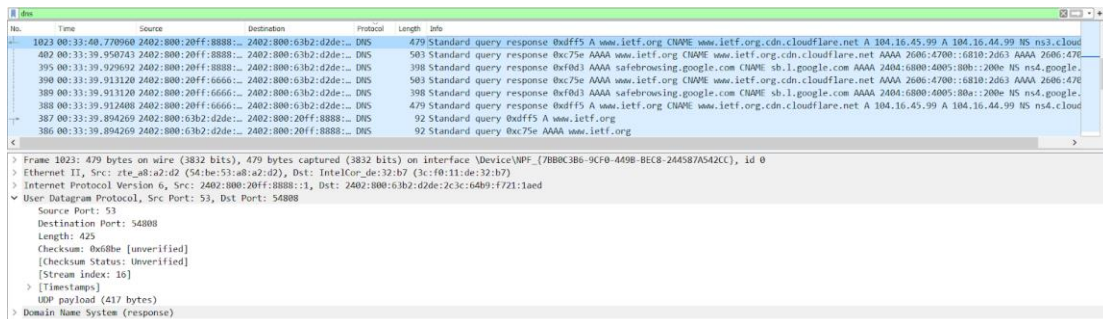 dns
No. Time Source Destination Protocol Length Info
1023 00:33:40.770960 2402:800:20ff:8888:… 2402:800:63b2:d2de:… DNS 479 Standard query response 0xdff5 A www.ietf.org CNAME www.ietf.org.cdn.cloudflare.net A 104.16.45.99 A 104.16.44.99 NS ns3.cloud
402 00:33:39.950743 2402:800:20ff:8888:… 2402:800:63b2:d2de:… DNS 503 Standard query response 0xc75e AAAA www.ietf.org CNAME www.ietf.org.cdn.cloudflare.net AAAA 2606:4700::6810:2d63 AAAA 2606:470
395 00:33:39.929692 2402:800:20ff:8888:… 2402:800:63b2:d2de:… DNS 398 Standard query response 0xf0d3 AAAA safebrowsing.google.com CNAME sb.l.google.com AAAA 2404:6800:4005:80b::200e NS ns4.google.
390 00:33:39.913120 2402:800:20ff:6666:… 2402:800:63b2:d2de:… DNS 503 Standard query response 0xc75e AAAA www.ietf.org CNAME www.ietf.org.cdn.cloudflare.net AAAA 2606:4700::6810:2d63 AAAA 2606:470
389 00:33:39.913120 2402:800:20ff:6666:… 2402:800:63b2:d2de:… DNS 398 Standard query response 0xf0d3 AAAA safebrowsing.google.com CNAME sb.l.google.com AAAA 2404:6800:4005:80a::200e NS ns4.google.
388 00:33:39.912408 2402:800:20ff:6666:… 2402:800:63b2:d2de:… DNS 479 Standard query response 0xdff5 A www.ietf.org CNAME www.ietf.org.cdn.cloudflare.net A 104.16.45.99 A 104.16.44.99 NS ns4.cloud
387 00:33:39.894269 2402:800:63b2:d2de:… 2402:800:20ff:8888:… DNS 92 Standard query 0xdff5 A www.ietf.org
386 00:33:39.894269 2402:800:63b2:d2de:… 2402:800:20ff:8888:… DNS 92 Standard query 0xc75e AAAA www.ietf.org
> Frame 1023: 479 bytes on wire (3832 bits), 479 bytes captured (3832 bits) on interface \Device\NPF_{7BB0C3B6-9CF0-449B-BEC8-244587A542CC}, id 0
> Ethernet II, Src: zte_a8:a2:d2 (54:be:53:a8:a2:d2), Dst: IntelCor_de:32:b7 (3c:f0:11:de:32:b7)
> Internet Protocol Version 6, Src: 2402:800:20ff:8888::1, Dst: 2402:800:63b2:d2de:2c3c:64b9:f721:1aed
User Datagram Protocol, Src Port: 53, Dst Port: 54808
Source Port: 53
Destination Port: 54808
Length: 425
Checksum: 0x68be [unverified]
[Checksum Status: Unverified]
[Stream index: 16]
> [Timestamps]
UDP payload (417 bytes)
> Domain Name System (response)